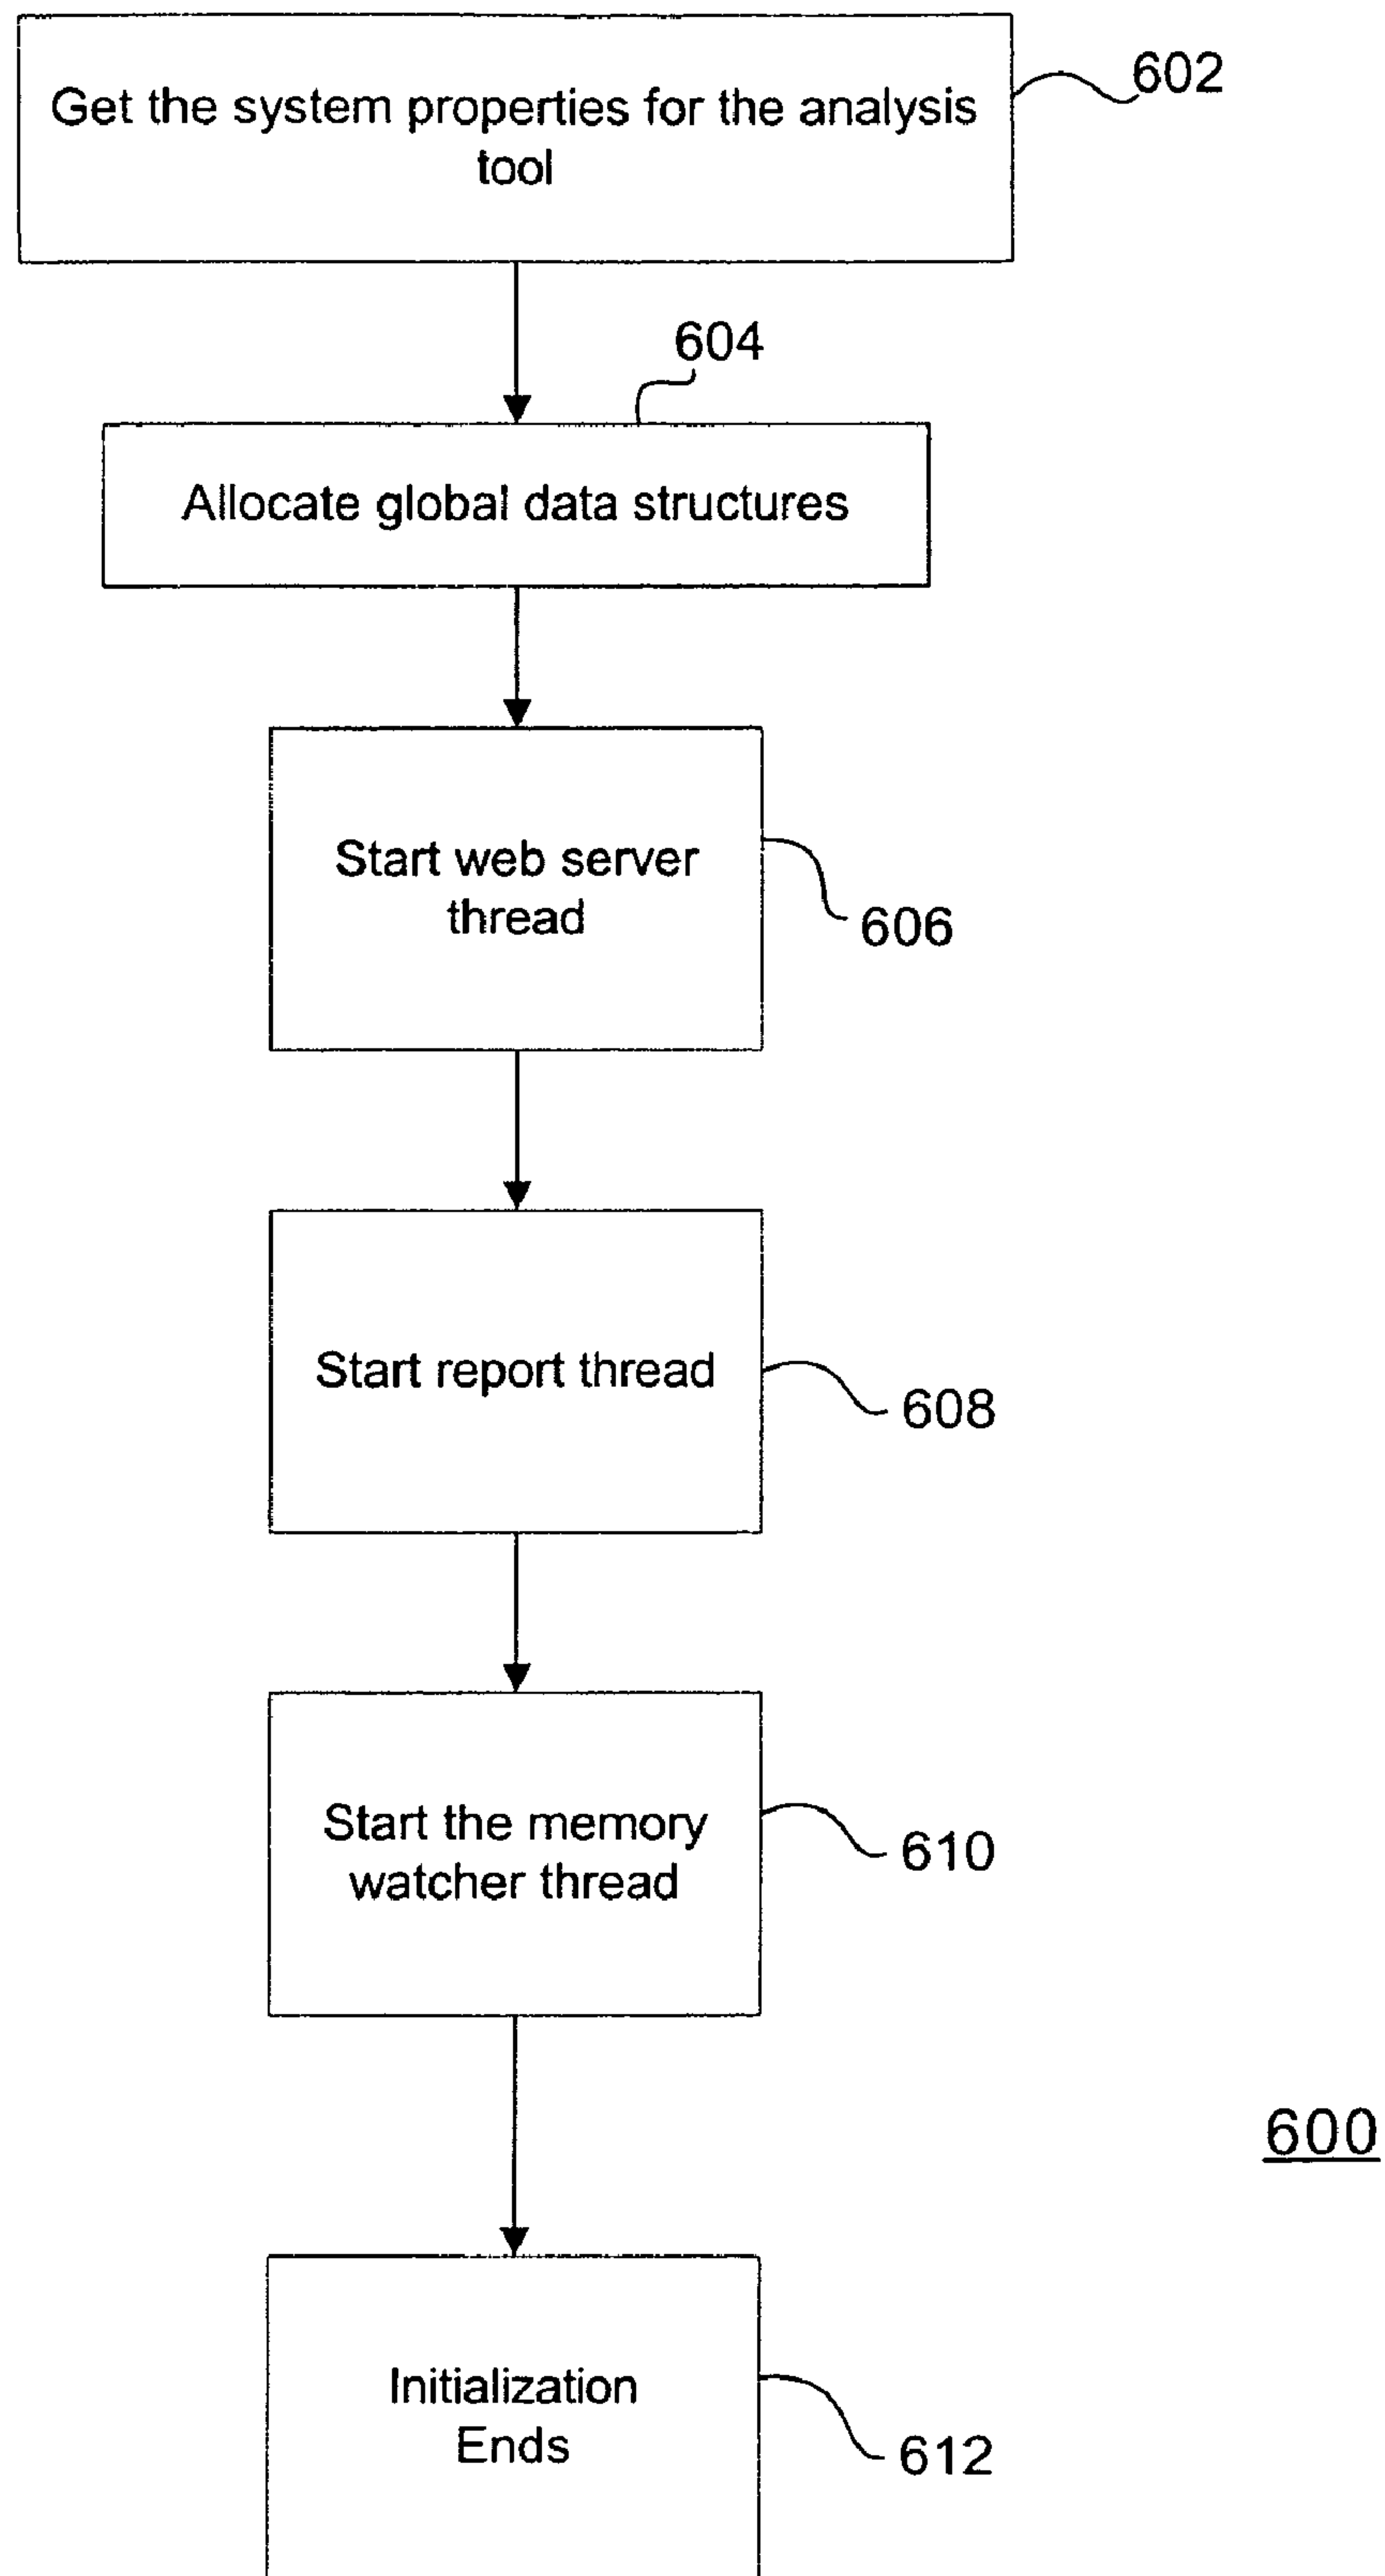 Get the system properties for the analysis
tool
602
604
Allocate global data structures
Start web server
thread
606
Start report thread
608
Start the memory
watcher thread
610
600
Initialization
Ends
612